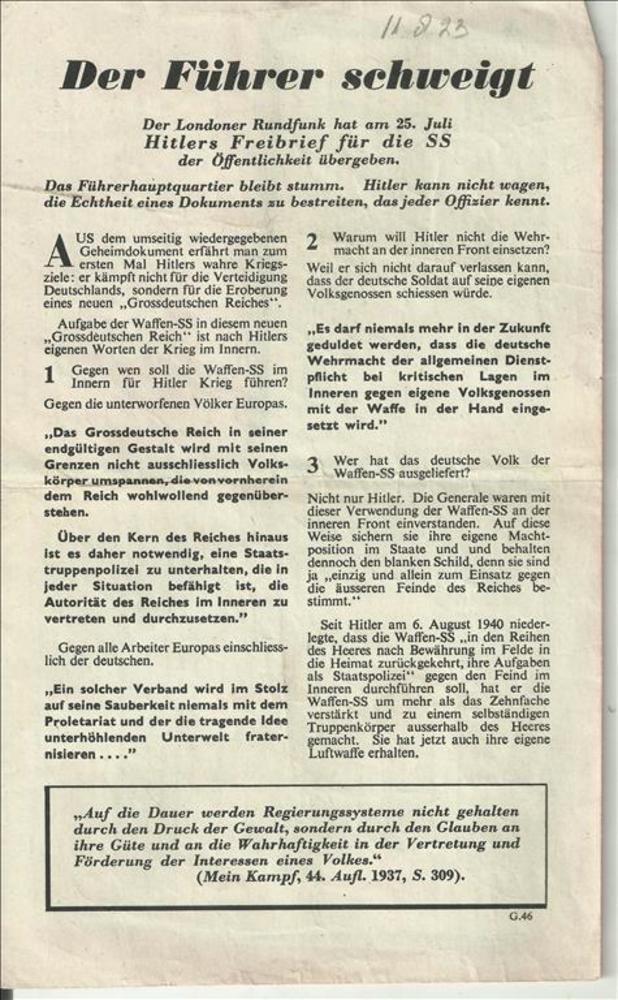 11 8 23
Der Führer schweigt
Der Londoner Rundfunk hat am 25. Juli
Hitlers Freibrief für die SS
der Öffentlichkeit übergeben.
Das Führerhauptquartier bleibt stumm. Hitler kann nicht wagen,
die Echtheit eines Dokuments zu bestreiten, das jeder Offizier kennt.
AUS dem umseitig wiedergegebenen
Geheimdokument erfährt man zum
ersten Mal Hitlers wahre Kriegs-
ziele: er kämpft nicht für die Verteidigung
Deutschlands, sondern für die Eroberung
eines neuen „Grossdeutschen Reiches“.
Aufgabe der Waffen-SS in diesem neuen
„Grossdeutschen Reich“ ist nach Hitlers
eigenen Worten der Krieg im Innern.
1 Gegen wen soll die Waffen-SS im
Innern für Hitler Krieg führen?
Gegen die unterworfenen Völker Europas.
„Das Grossdeutsche Reich in seiner
endgültigen Gestalt wird mit seinen
Grenzen nicht ausschliesslich Volks-
körper umspannen, die von vornherein
dem Reich wohlwollend gegenüber-
stehen.
Über den Kern des Reiches hinaus
ist es daher notwendig, eine Staats-
truppenpolizei zu unterhalten, die in
jeder Situation befähigt ist, die
Autorität des Reiches im Inneren zu
vertreten und durchzusetzen.”
Gegen alle Arbeiter Europas einschliess-
lich der deutschen.
„Ein solcher Verband wird im Stolz
auf seine Sauberkeit niemals mit dem
Proletariat und der die tragende Idee
unterhöhlenden Unterwelt frater-
nisieren . . . .”
2 Warum will Hitler nicht die Wehr-
macht an der inneren Front einsetzen?
Weil er sich nicht darauf verlassen kann,
dass der deutsche Soldat auf seine eigenen
Volksgenossen schiessen würde.
„Es darf niemals mehr in der Zukunft
geduldet werden, dass die deutsche
Wehrmacht der allgemeinen Dienst-
pflicht bei kritischen Lagen im
Inneren gegen eigene Volksgenossen
mit der Waffe in der Hand einge-
setzt wird.”
3 Wer hat das deutsche Volk der
Waffen-SS ausgeliefert?
Nicht nur Hitler. Die Generale waren mit
dieser Verwendung der Waffen-SS an der
inneren Front einverstanden. Auf diese
Weise sichern sie ihre eigene Macht-
position im Staate und und behalten
dennoch den blanken Schild, denn sie sind
ja „einzig und allein zum Einsatz gegen
die äusseren Feinde des Reiches be-
stimmt.“
Seit Hitler am 6. August 1940 nieder-
legte, dass die Waffen-SS „in den Reihen
des Heeres nach Bewährung im Felde in
die Heimat zurückgekehrt, ihre Aufgaben
als Staatspolizei“ gegen den Feind im
Inneren durchführen soll, hat er die
Waffen-SS um mehr als das Zehnfache
verstärkt und zu einem selbständigen
Truppenkörper ausserhalb des Heeres
gemacht. Sie hat jetzt auch ihre eigene
Luftwaffe erhalten.
„Auf die Dauer werden Regierungssysteme nicht gehalten
durch den Druck der Gewalt, sondern durch den Glauben an
ihre Güte und an die Wahrhaftigkeit in der Vertretung und
Förderung der Interessen eines Volkes.“
(Mein Kampf, 44. Aufl. 1937, S. 309).
G.46